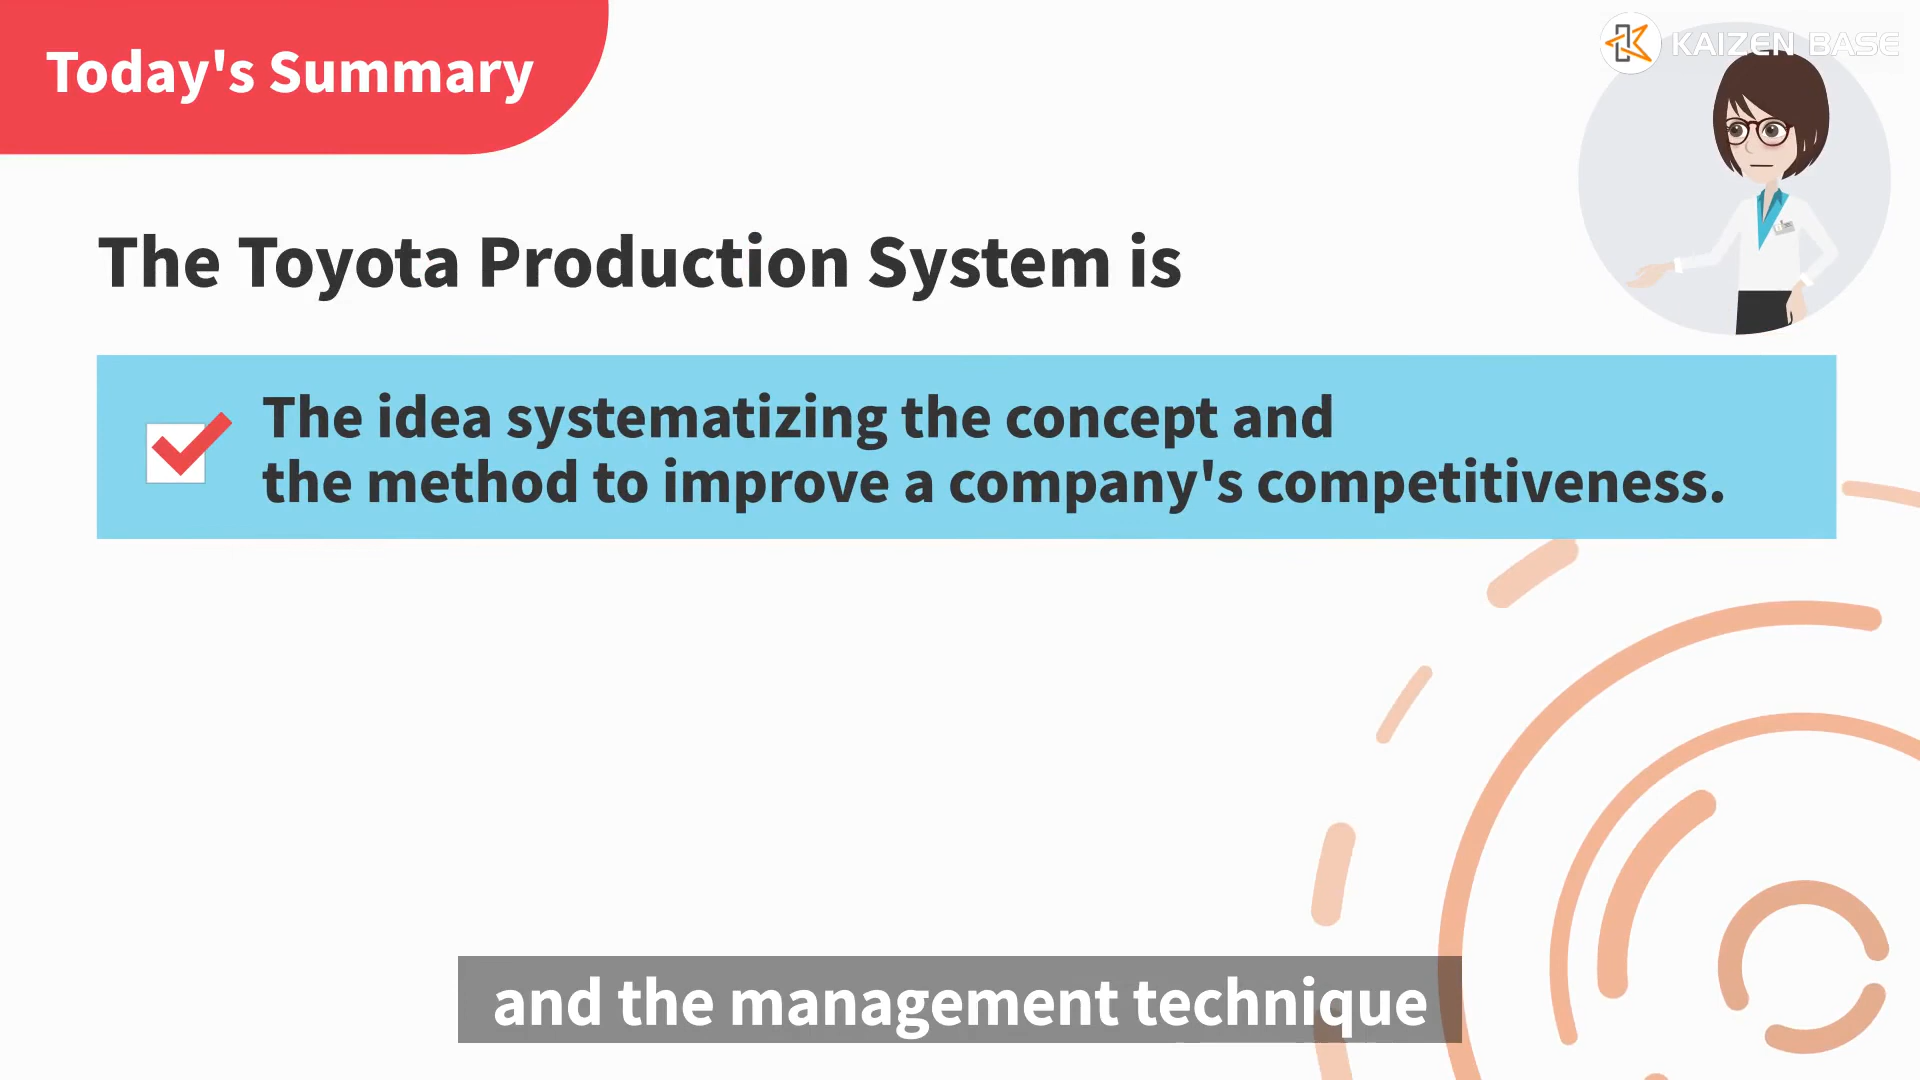 Today's Summary
KAIZEN BASE
The Toyota Production System is
The idea systematizing the concept and
the method to improve a company's competitiveness.
and the management technique